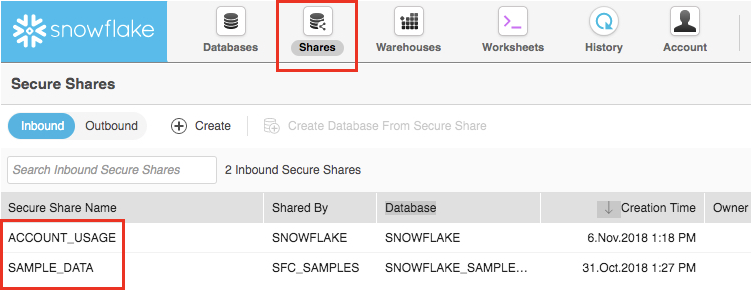 snowflake
Databases Shares Warehouses Worksheets History Account
Secure Shares
Inbound Outbound Create Create Database From Secure Share
Search Inbound Secure Shares 2 Inbound Secure Shares
Secure Share Name Shared By Database ↓ Creation Time Owner
ACCOUNT_USAGE SNOWFLAKE SNOWFLAKE 6.Nov.2018 1:18 PM
SAMPLE_DATA SFC_SAMPLES SNOWFLAKE_SAMPLE... 31.Oct.2018 1:27 PM